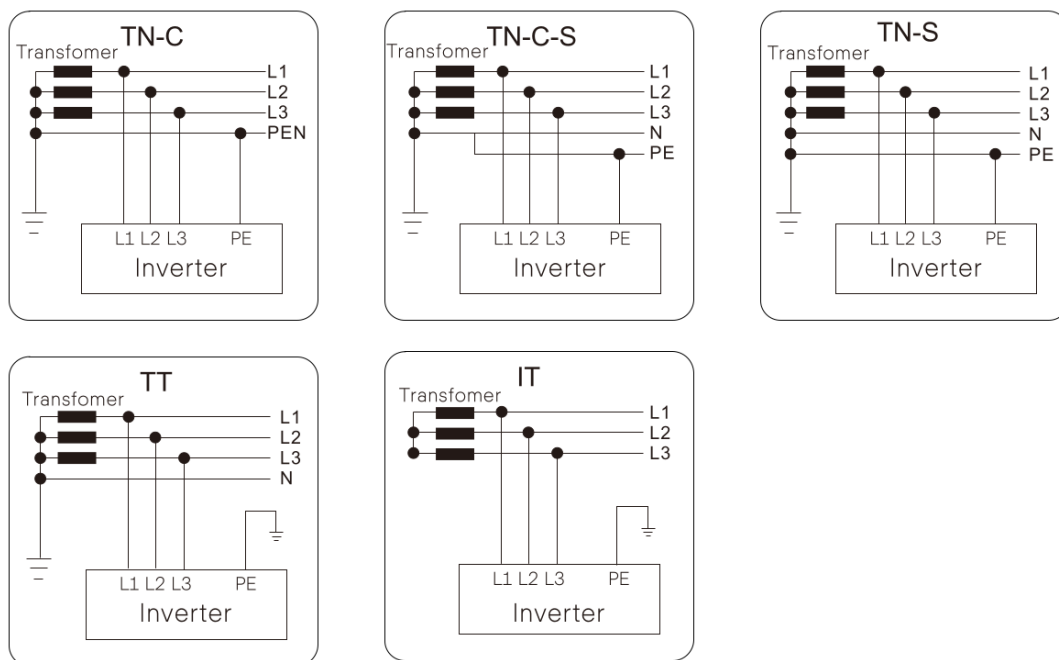 TN-C
Transfomer
L1
L2
L3
PEN
L1 L2 L3 PE
Inverter
TN-C-S
Transfomer
L1
L2
L3
N
PE
L1 L2 L3 PE
Inverter
TN-S
Transfomer
L1
L2
L3
N
PE
L1 L2 L3 PE
Inverter
TT
Transfomer
L1
L2
L3
N
L1 L2 L3 PE
Inverter
IT
Transfomer
L1
L2
L3
L1 L2 L3 PE
Inverter